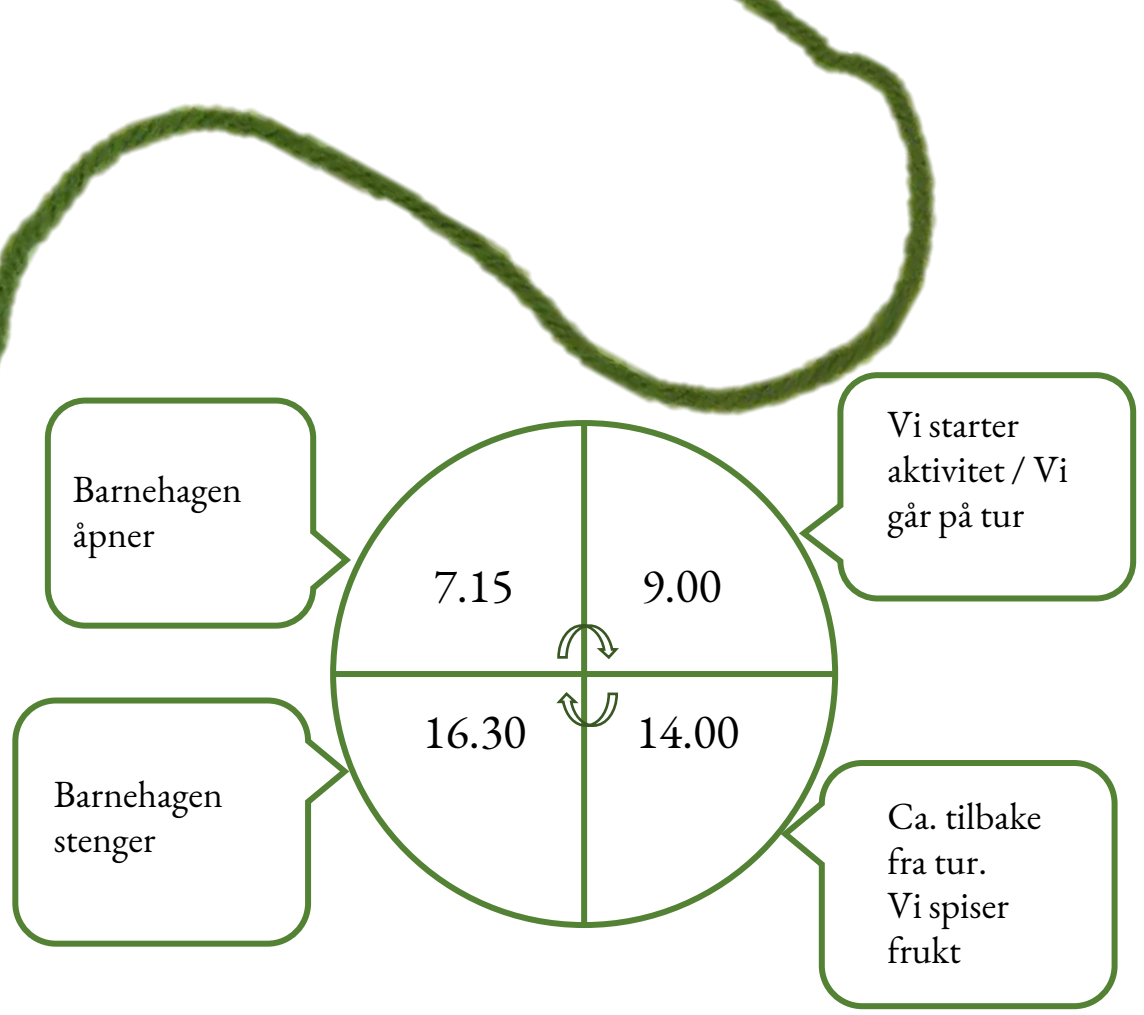 Barnehagen
åpner
Vi starter
aktivitet / Vi
går på tur
7.15
9.00
16.30
14.00
Barnehagen
stenger
Ca. tilbake
fra tur.
Vi spiser
frukt